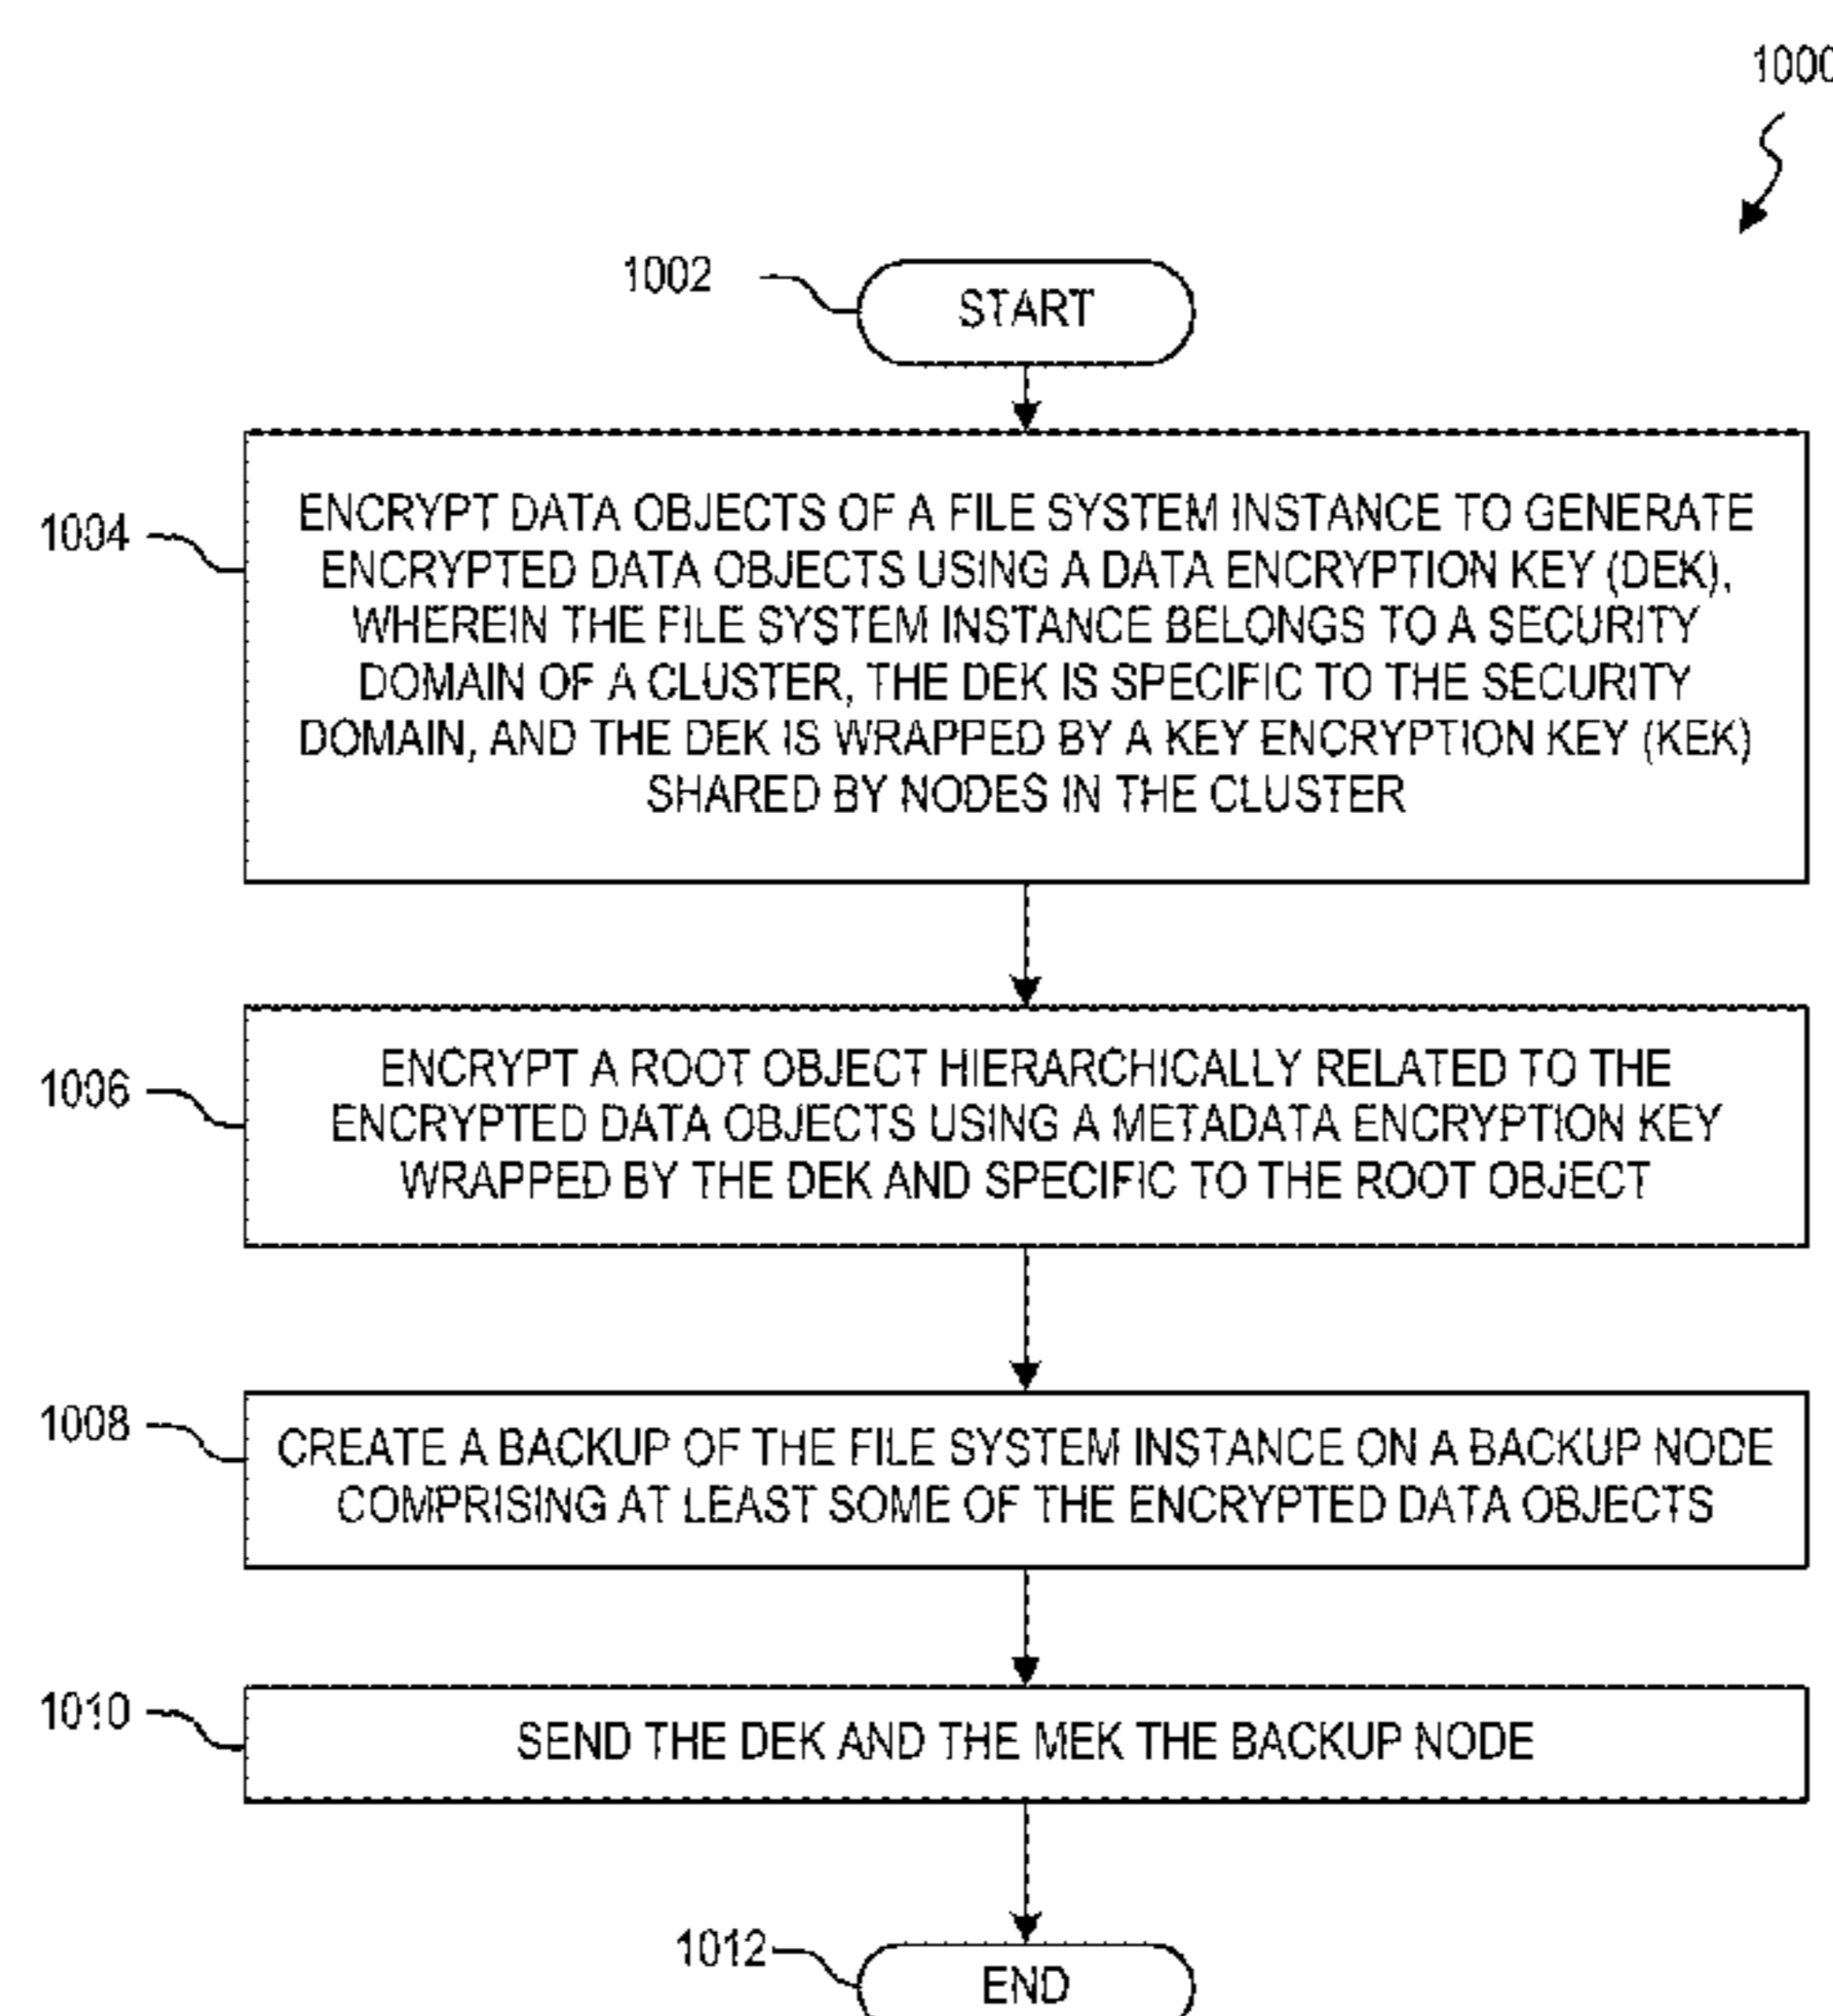 1000
1002
START
1004
ENCRYPT DATA OBJECTS OF A FILE SYSTEM INSTANCE TO GENERATE
ENCRYPTED DATA OBJECTS USING A DATA ENCRYPTION KEY (DEK),
WHEREIN THE FILE SYSTEM INSTANCE BELONGS TO A SECURITY
DOMAIN OF A CLUSTER, THE DEK IS SPECIFIC TO THE SECURITY
DOMAIN, AND THE DEK IS WRAPPED BY A KEY ENCRYPTION KEY (KEK)
SHARED BY NODES IN THE CLUSTER
1006
ENCRYPT A ROOT OBJECT HIERARCHICALLY RELATED TO THE
ENCRYPTED DATA OBJECTS USING A METADATA ENCRYPTION KEY
WRAPPED BY THE DEK AND SPECIFIC TO THE ROOT OBJECT
1008
CREATE A BACKUP OF THE FILE SYSTEM INSTANCE ON A BACKUP NODE
COMPRISING AT LEAST SOME OF THE ENCRYPTED DATA OBJECTS
1010
SEND THE DEK AND THE MEK THE BACKUP NODE
1012
END